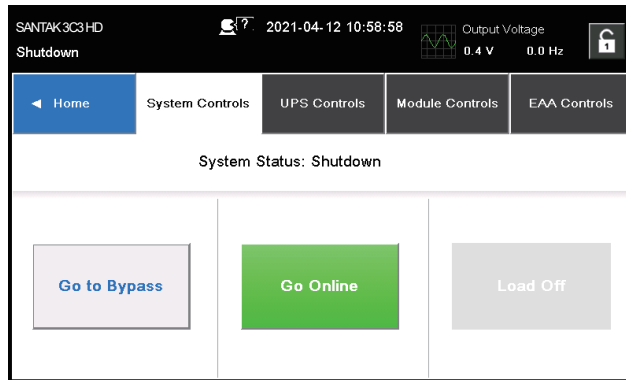 SANTAK 3C3 HD
Shutdown
?
2021-04-12 10:58:58
Output Voltage
0.4 V 0.0 Hz
1
◄ Home
System Controls
UPS Controls
Module Controls
EAA Controls
System Status: Shutdown
Go to Bypass
Go Online
Load Off